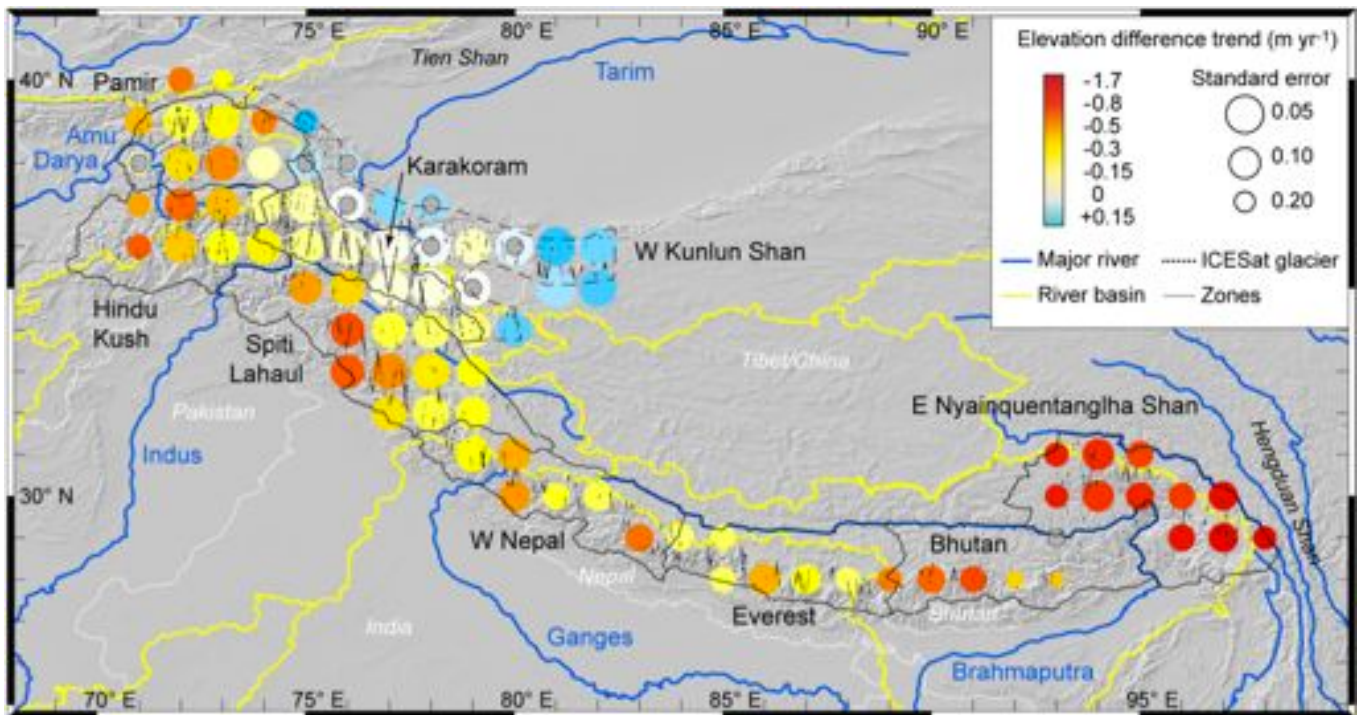 75° E
80° E
85° E
90° E
Elevation difference trend (m yr-1)
-1.7
-0.8
-0.5
-0.3
-0.15
0
+0.15
Standard error
0.05
0.10
0.20
Major river
ICESat glacier
River basin
Zones
40° N
Pamir
Tien Shan
Tarim
Amu
Darya
Karakoram
W Kunlun Shan
Hindu
Kush
Spiti
Lahaul
Tibet/China
Pakistan
E Nyainquentanglha Shan
Indus
Hengduan Shan
30° N
W Nepal
Bhutan
Nepal
Everest
Bhutan
India
Ganges
Brahmaputra
70° E
75° E
80° E
85° E
95° E